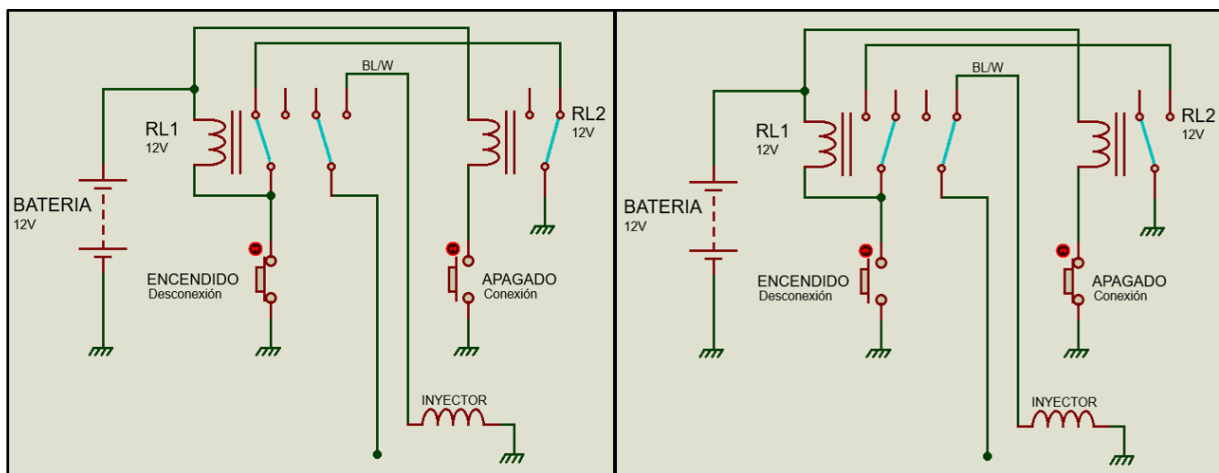 BL/W
RL1
12V
RL2
12V
BATERIA
12V
ENCENDIDO
Desconexión
APAGADO
Conexión
INYECTOR
BL/W
RL1
12V
RL2
12V
BATERIA
12V
ENCENDIDO
Desconexión
APAGADO
Conexión
INYECTOR